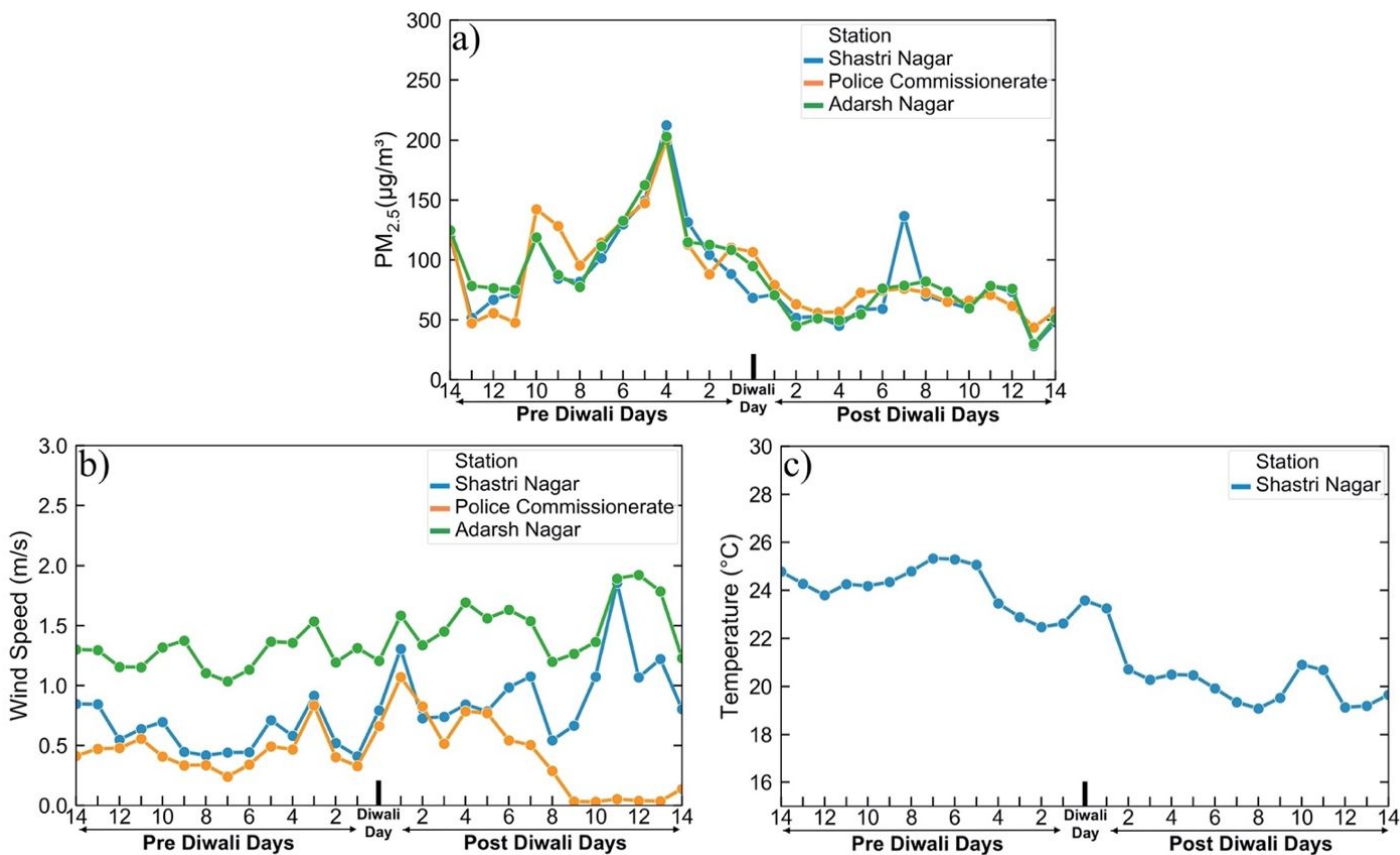 a)
Station
Shastri Nagar
Police Commissionerate
Adarsh Nagar
PM2.5(µg/m³)
300
250
200
150
100
50
0
14 12 10 8 6 4 2 Diwali Day 2 4 6 8 10 12 14
Pre Diwali Days Post Diwali Days
b)
Station
Shastri Nagar
Police Commissionerate
Adarsh Nagar
Wind Speed (m/s)
3.0
2.5
2.0
1.5
1.0
0.5
0.0
14 12 10 8 6 4 2 Diwali Day 2 4 6 8 10 12 14
Pre Diwali Days Post Diwali Days
c)
Station
Shastri Nagar
Temperature (°C)
30
28
26
24
22
20
18
16
14 12 10 8 6 4 2 Diwali Day 2 4 6 8 10 12 14
Pre Diwali Days Post Diwali Days